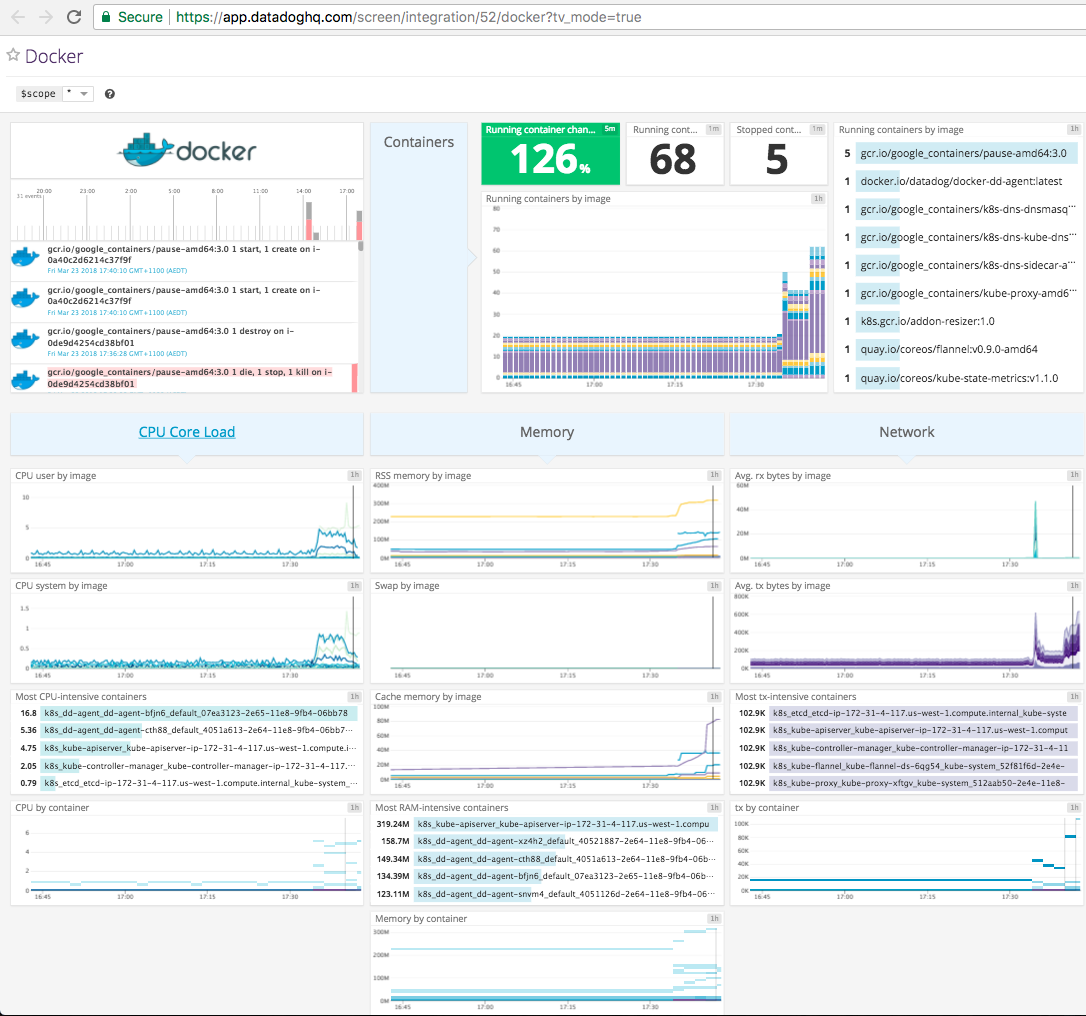 Secure https://app.datadoghq.com/screen/integration/52/docker?tv_mode=true
Docker
$scope *
docker
31 events
20:00 23:00 2:00 5:00 8:00 11:00 14:00 17:00
gcr.io/google_containers/pause-amd64:3.0 1 start, 1 create on i-
0a40c2d6214c37f9f
Fri Mar 23 2018 17:40:10 GMT+1100 (AEDT)
gcr.io/google_containers/pause-amd64:3.0 1 start, 1 create on i-
0a40c2d6214c37f9f
Fri Mar 23 2018 17:40:10 GMT+1100 (AEDT)
gcr.io/google_containers/pause-amd64:3.0 1 destroy on i-
0de9d4254cd38bf01
Fri Mar 23 2018 17:36:28 GMT+1100 (AEDT)
gcr.io/google_containers/pause-amd64:3.0 1 die, 1 stop, 1 kill on i-
0de9d4254cd38bf01
Containers
Running container chan... 5m
126%
Running cont... 1m
68
Stopped cont... 1m
5
Running containers by image 1h
80
70
60
50
40
30
20
10
0
16:45 17:00 17:15 17:30
Running containers by image 1h
5 gcr.io/google_containers/pause-amd64:3.0
1 docker.io/datadog/docker-dd-agent:latest
1 gcr.io/google_containers/k8s-dns-dnsmasq...
1 gcr.io/google_containers/k8s-dns-kube-dns...
1 gcr.io/google_containers/k8s-dns-sidecar-a...
1 gcr.io/google_containers/kube-proxy-amd6...
1 k8s.gcr.io/addon-resizer:1.0
1 quay.io/coreos/flannel:v0.9.0-amd64
1 quay.io/coreos/kube-state-metrics:v1.1.0
CPU Core Load
CPU user by image 1h
10
5
0
16:45 17:00 17:15 17:30
CPU system by image 1h
1.5
1
0.5
0
16:45 17:00 17:15 17:30
Most CPU-intensive containers 1h
16.8 k8s_dd-agent_dd-agent-bfjn6_default_07ea3123-2e65-11e8-9fb4-06bb78
5.36 k8s_dd-agent_dd-agent-cth88_default_4051a613-2e64-11e8-9fb4-06bb7...
4.75 k8s_kube-apiserver_kube-apiserver-ip-172-31-4-117.us-west-1.compute.i...
2.05 k8s_kube-controller-manager_kube-controller-manager-ip-172-31-4-117....
0.79 k8s_etcd_etcd-ip-172-31-4-117.us-west-1.compute.internal_kube-system_...
CPU by container 1h
6
4
2
0
16:45 17:00 17:15 17:30
Memory
RSS memory by image 1h
400M
300M
200M
100M
0M
16:45 17:00 17:15 17:30
Swap by image 1h
16:45 17:00 17:15 17:30
Cache memory by image 1h
100M
80M
60M
40M
20M
0M
16:45 17:00 17:15 17:30
Most RAM-intensive containers 1h
319.24M k8s_kube-apiserver_kube-apiserver-ip-172-31-4-117.us-west-1.compu
158.7M k8s_dd-agent_dd-agent-xz4h2_default_40521887-2e64-11e8-9fb4-06...
149.34M k8s_dd-agent_dd-agent-cth88_default_4051a613-2e64-11e8-9fb4-06...
134.39M k8s_dd-agent_dd-agent-bfjn6_default_07ea3123-2e65-11e8-9fb4-06b...
123.11M k8s_dd-agent_dd-agent-snvm4_default_4051126d-2e64-11e8-9fb4-06...
Memory by container 1h
300M
200M
100M
0M
16:45 17:00 17:15 17:30
Network
Avg. rx bytes by image 1h
60M
40M
20M
0M
16:45 17:00 17:15 17:30
Avg. tx bytes by image 1h
800K
600K
400K
200K
0K
16:45 17:00 17:15 17:30
Most tx-intensive containers 1h
102.9K k8s_etcd_etcd-ip-172-31-4-117.us-west-1.compute.internal_kube-syste
102.9K k8s_kube-apiserver_kube-apiserver-ip-172-31-4-117.us-west-1.comput
102.9K k8s_kube-controller-manager_kube-controller-manager-ip-172-31-4-11
102.9K k8s_kube-flannel_kube-flannel-ds-6qg54_kube-system_52f81f6d-2e4e-
102.9K k8s_kube-proxy_kube-proxy-xftgv_kube-system_512aab50-2e4e-11e8-
tx by container 1h
100K
80K
60K
40K
20K
0K
16:45 17:00 17:15 17:30